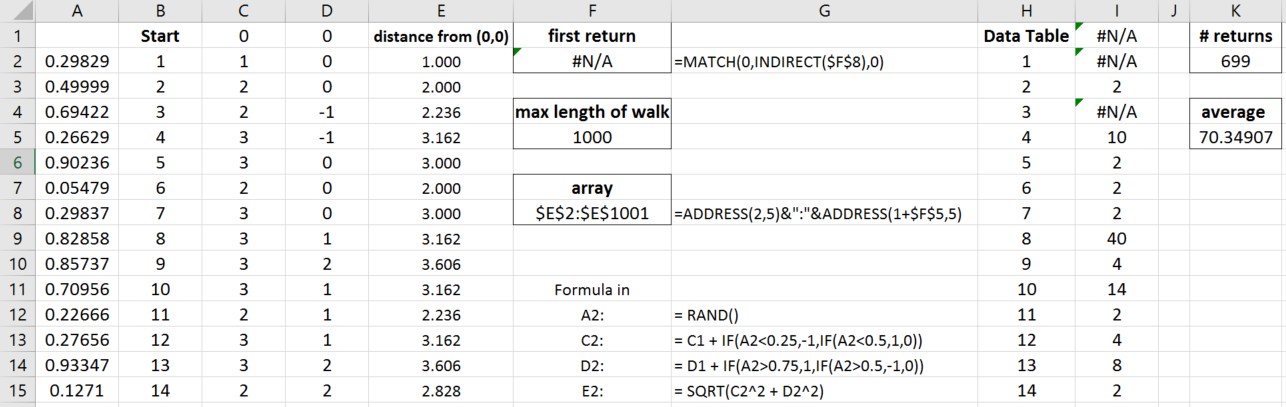 A B C D E F G H I J K
1 Start 0 0 distance from (0,0) first return Data Table #N/A # returns
2 0.29829 1 1 0 1.000 #N/A =MATCH(0,INDIRECT($F$8),0) 1 #N/A 699
3 0.49999 2 2 0 2.000 2 2
4 0.69422 3 2 -1 2.236 max length of walk 3 #N/A average
5 0.26629 4 3 -1 3.162 1000 4 10 70.34907
6 0.90236 5 3 0 3.000 5 2
7 0.05479 6 2 0 2.000 array 6 2
8 0.29837 7 3 0 3.000 $E$2:$E$1001 =ADDRESS(2,5)&":"&ADDRESS(1+$F$5,5) 7 2
9 0.82858 8 3 1 3.162 8 40
10 0.85737 9 3 2 3.606 9 4
11 0.70956 10 3 1 3.162 Formula in 10 14
12 0.22666 11 2 1 2.236 A2: = RAND() 11 2
13 0.27656 12 3 1 3.162 C2: = C1 + IF(A2<0.25,-1,IF(A2<0.5,1,0)) 12 4
14 0.93347 13 3 2 3.606 D2: = D1 + IF(A2>0.75,1,IF(A2>0.5,-1,0)) 13 8
15 0.1271 14 2 2 2.828 E2: = SQRT(C2^2 + D2^2) 14 2